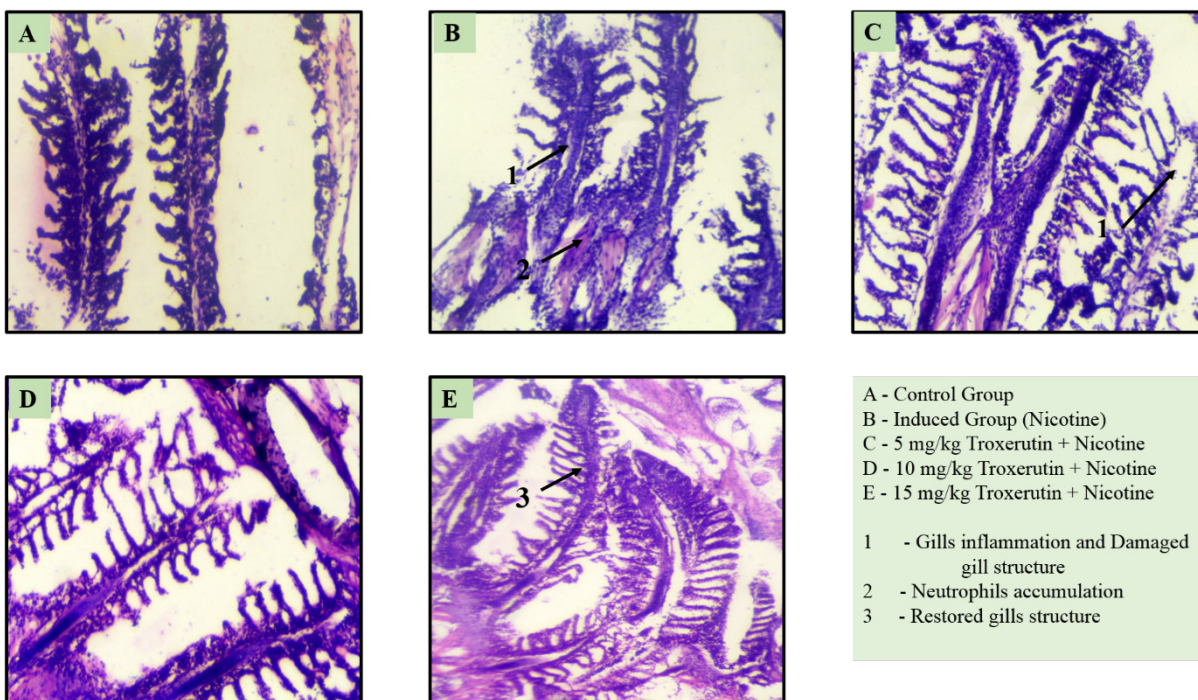 A
B
1
2
C
1
D
E
3
A - Control Group
B - Induced Group (Nicotine)
C - 5 mg/kg Troxerutin + Nicotine
D - 10 mg/kg Troxerutin + Nicotine
E - 15 mg/kg Troxerutin + Nicotine
1 - Gills inflammation and Damaged
gill structure
2 - Neutrophils accumulation
3 - Restored gills structure